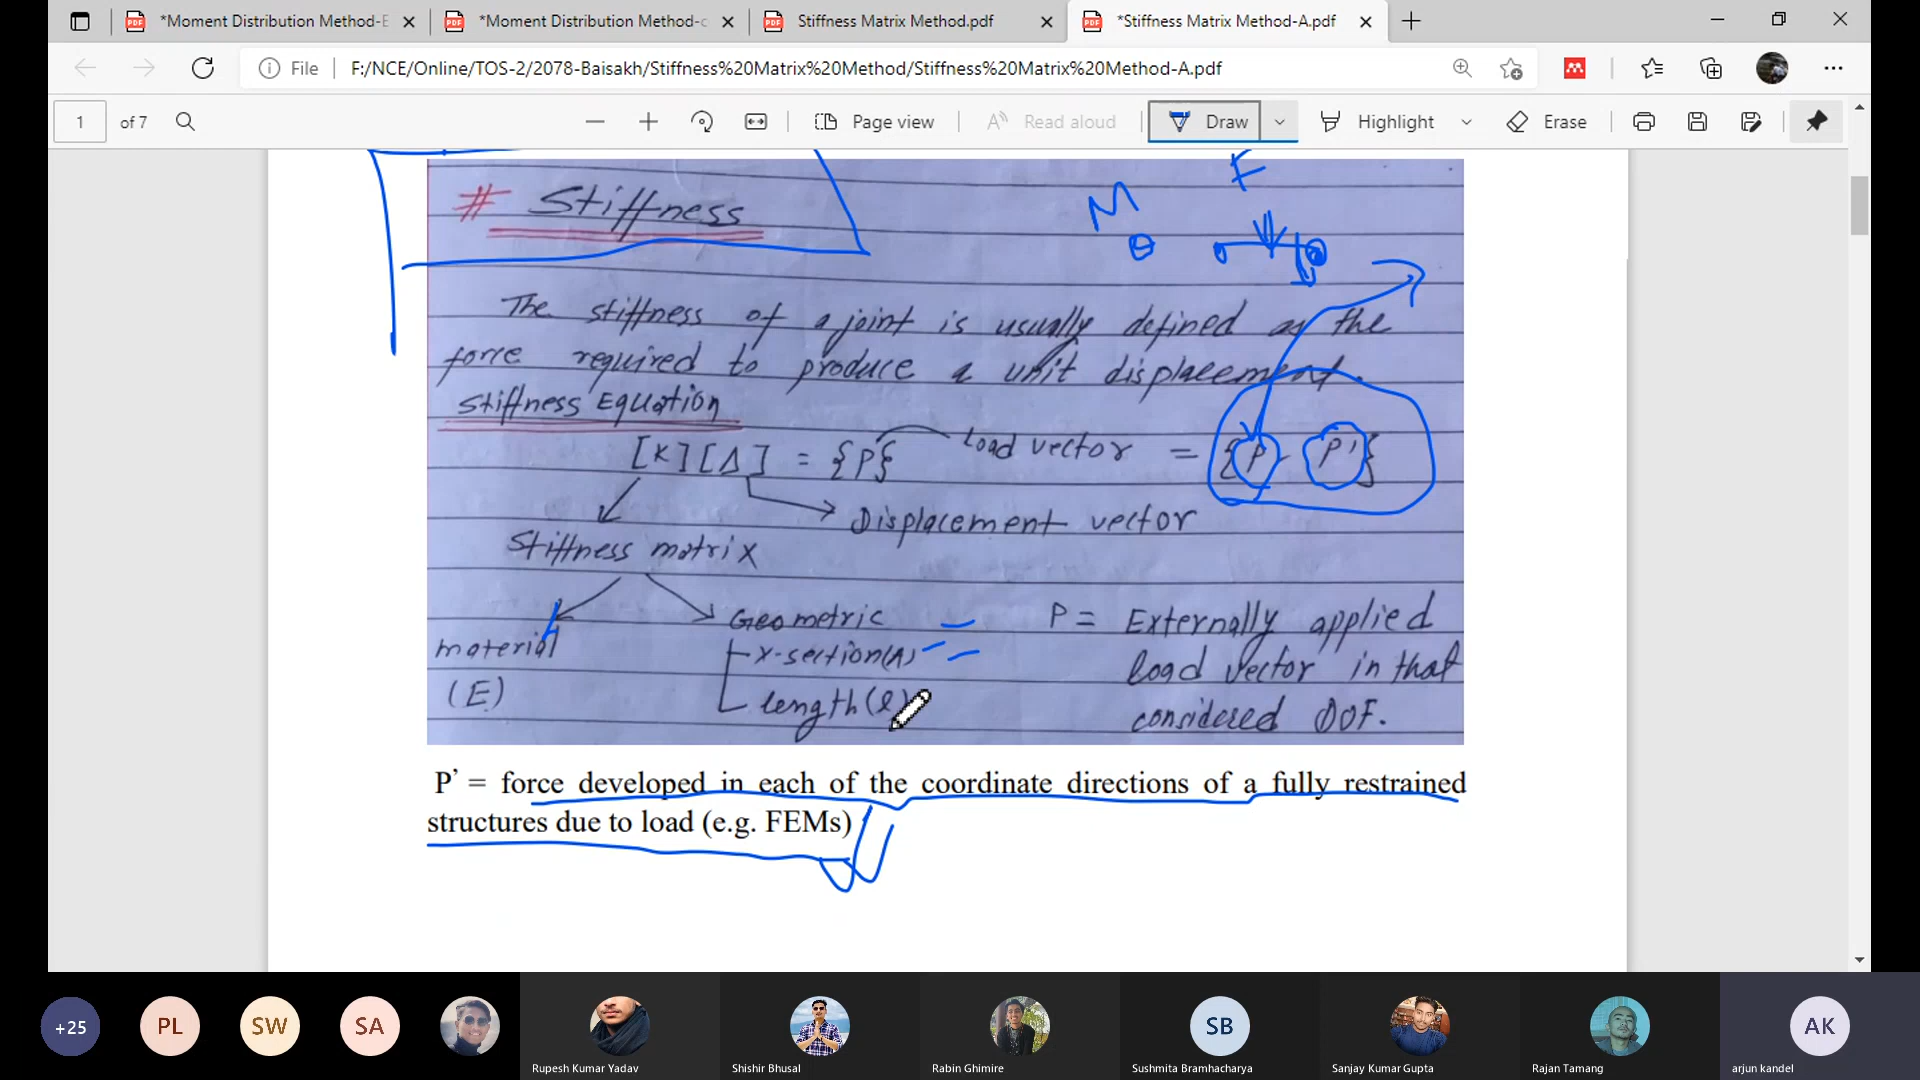 *Moment Distribution Method-E
*Moment Distribution Method-c
Stiffness Matrix Method.pdf
*Stiffness Matrix Method-A.pdf
File
F:/NCE/Online/TOS-2/2078-Baisakh/Stiffness%20Matrix%20Method/Stiffness%20Matrix%20Method-A.pdf
1 of 7
Page view
Read aloud
Draw
Highlight
Erase
F
M
θ
# Stiffness
The stiffness of a joint is usually defined as the
force required to produce a unit displacement.
Stiffness Equation
[K][Δ] = {P} Load vector = {P - P'}
Displacement vector
Stiffness matrix
Geometric P = Externally applied
material x-section(A) load vector in that
(E) length(l) considered DOF.
P’ = force developed in each of the coordinate directions of a fully restrained
structures due to load (e.g. FEMs)
+25
PL
SW
SA
SB
AK
Rupesh Kumar Yadav
Shishir Bhusal
Rabin Ghimire
Sushmita Bramhacharya
Sanjay Kumar Gupta
Rajan Tamang
arjun kandel